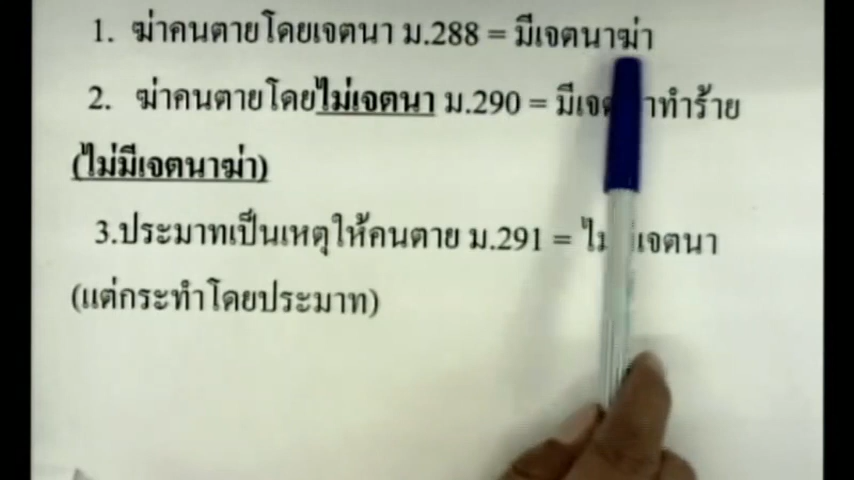 1. ฆ่าคนตายโดยเจตนา ม.288 = มีเจตนาฆ่า
2. ฆ่าคนตายโดยไม่เจตนา ม.290 = ทำร้าย
(ไม่มีเจตนาฆ่า)
3.ประมาทเป็นเหตุให้คนตาย ม.291 = เจตนา
(แต่กระทำโดยประมาท)